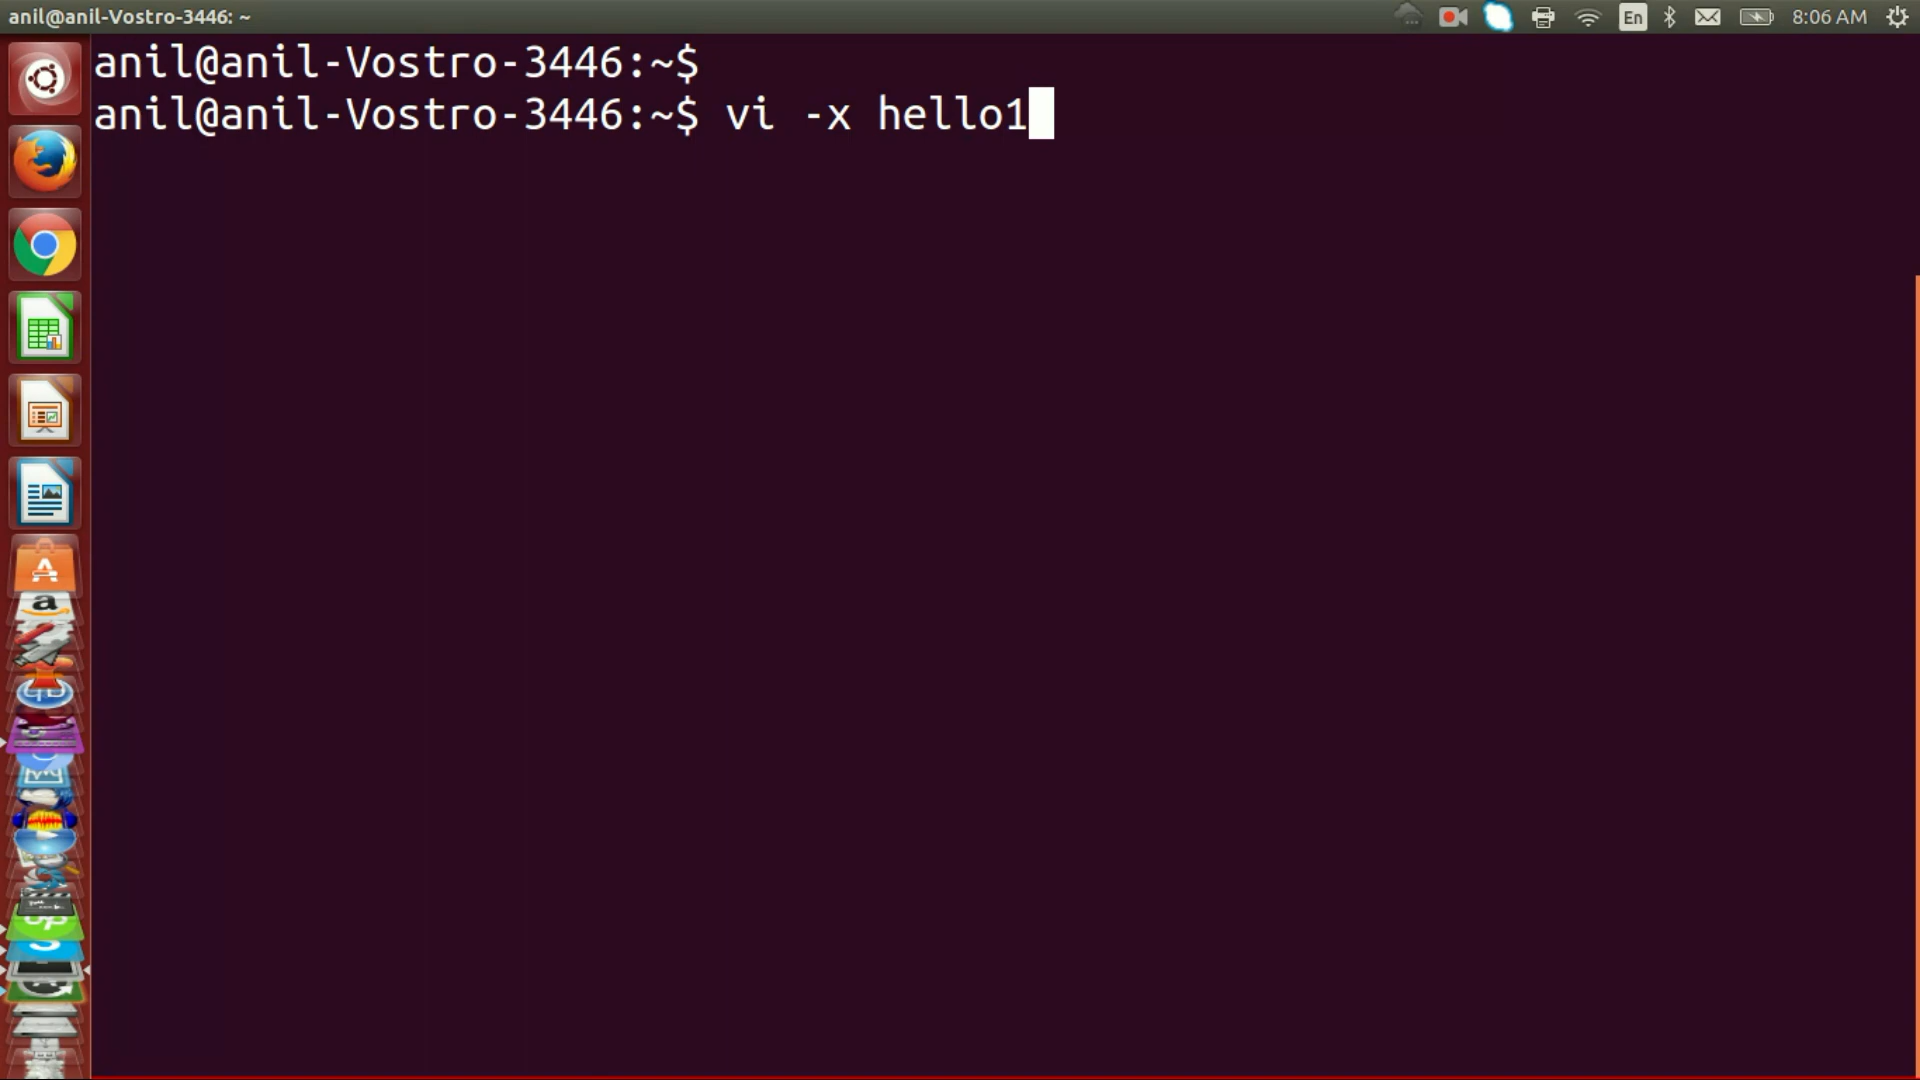 anil@anil-Vostro-3446: ~
En
8:06 AM
anil@anil-Vostro-3446:~$
anil@anil-Vostro-3446:~$ vi -x hello1
A
a